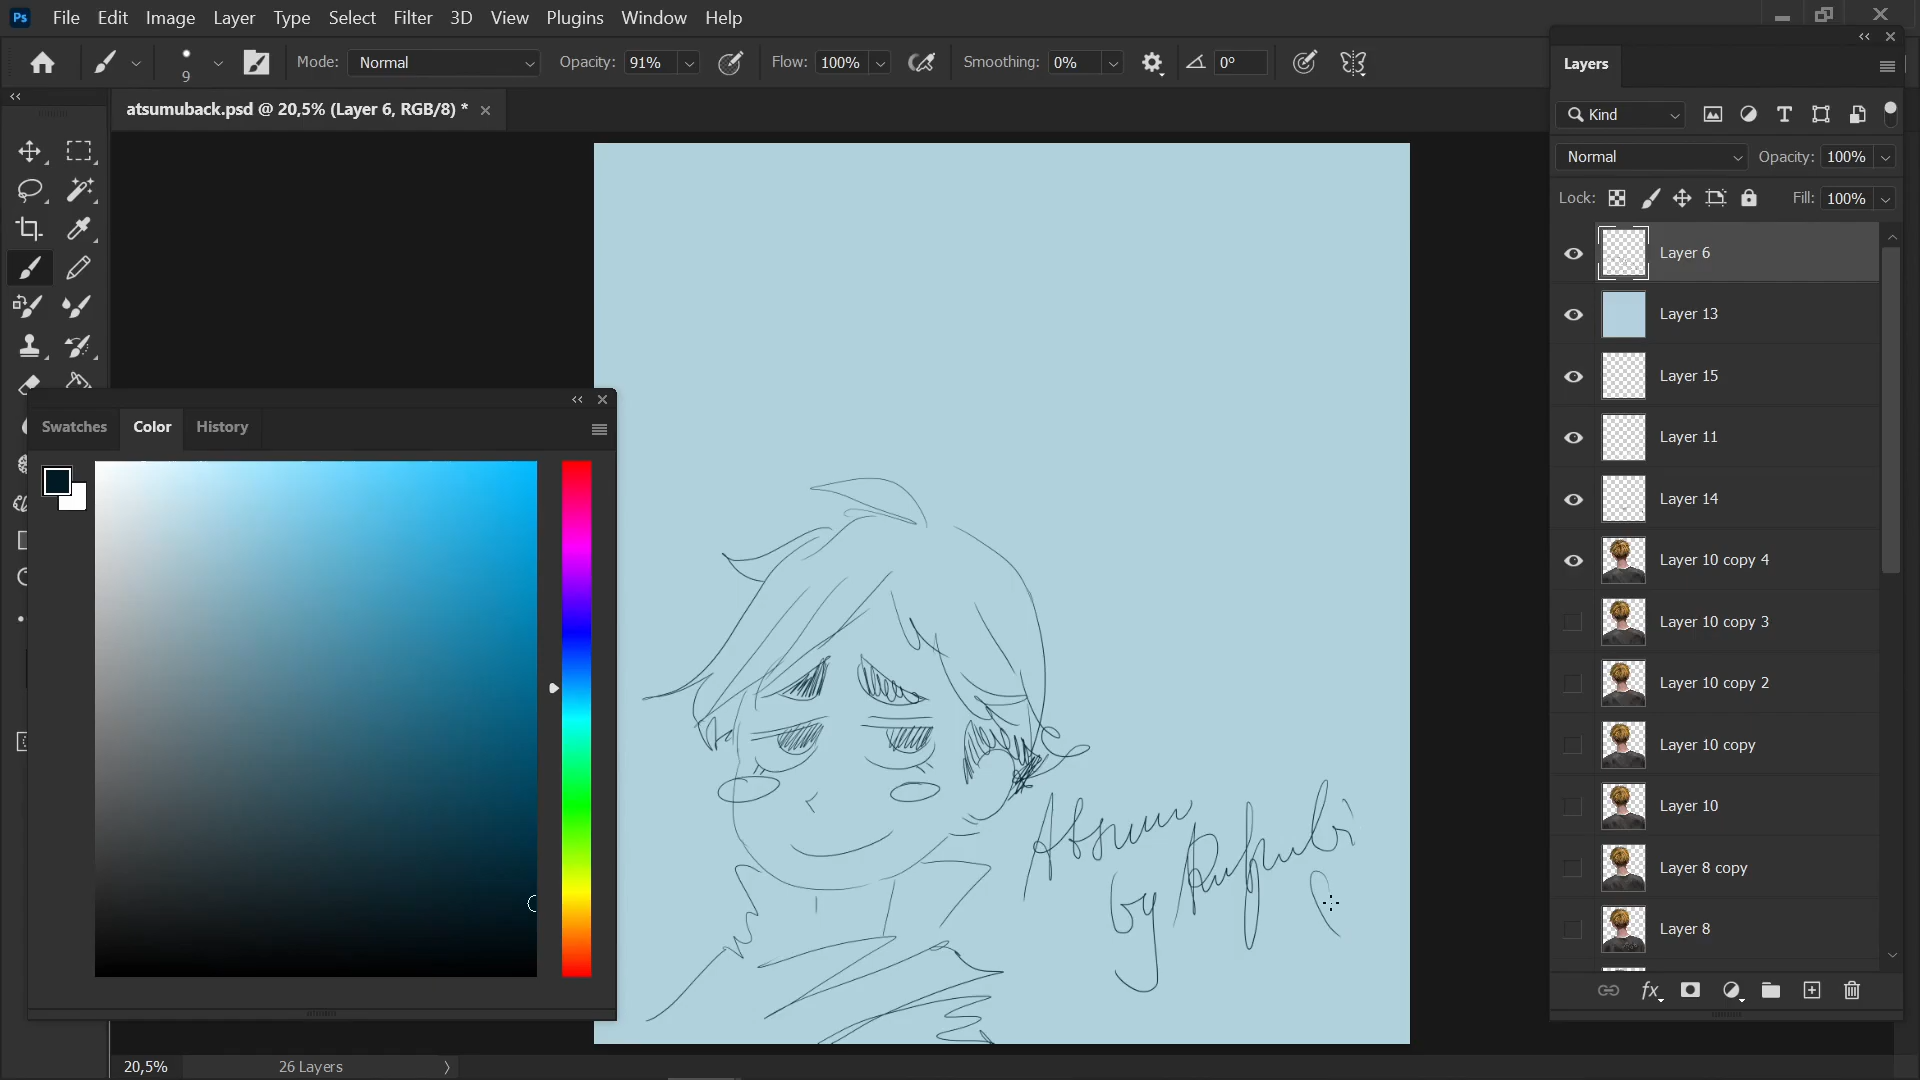 Ps File Edit Image Layer Type Select Filter 3D View Plugins Window Help
9 Mode: Normal Opacity: 91% Flow: 100% Smoothing: 0% 0°
atsumuback.psd @ 20,5% (Layer 6, RGB/8) *
Swatches Color History
Atsumu
by
20,5% 26 Layers
Layers
Kind
Normal Opacity: 100%
Lock: Fill: 100%
Layer 6
Layer 13
Layer 15
Layer 11
Layer 14
Layer 10 copy 4
Layer 10 copy 3
Layer 10 copy 2
Layer 10 copy
Layer 10
Layer 8 copy
Layer 8
fx